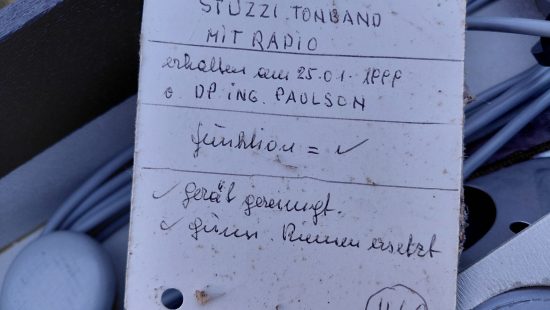 STUZZI TONBAND
MIT RADIO
erhalten am 25.01.1999
v. DP. ING. PAULSON
funktion = ✓
✓ gerät gereinigt.
✓ gummi Riemen ersetzt